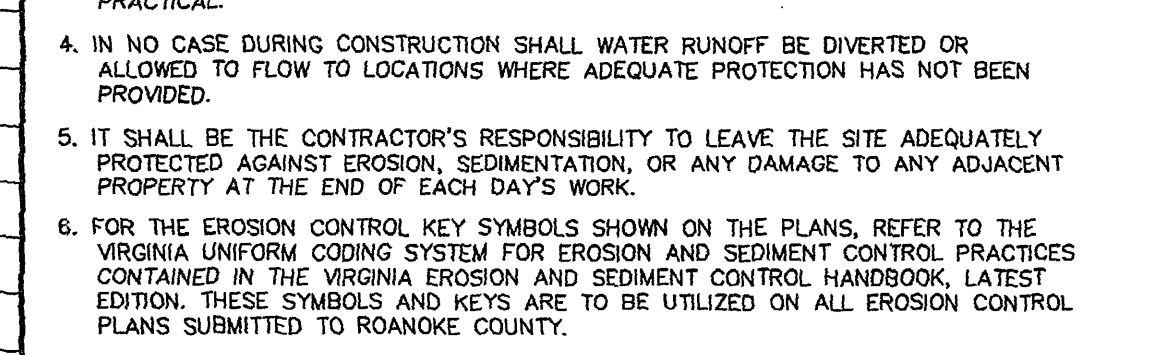 PRACTICAL.
4. IN NO CASE DURING CONSTRUCTION SHALL WATER RUNOFF BE DIVERTED OR
ALLOWED TO FLOW TO LOCATIONS WHERE ADEQUATE PROTECTION HAS NOT BEEN
PROVIDED.
5. IT SHALL BE THE CONTRACTOR'S RESPONSIBILITY TO LEAVE THE SITE ADEQUATELY
PROTECTED AGAINST EROSION, SEDIMENTATION, OR ANY DAMAGE TO ANY ADJACENT
PROPERTY AT THE END OF EACH DAY'S WORK.
6. FOR THE EROSION CONTROL KEY SYMBOLS SHOWN ON THE PLANS, REFER TO THE
VIRGINIA UNIFORM CODING SYSTEM FOR EROSION AND SEDIMENT CONTROL PRACTICES
CONTAINED IN THE VIRGINIA EROSION AND SEDIMENT CONTROL HANDBOOK, LATEST
EDITION. THESE SYMBOLS AND KEYS ARE TO BE UTILIZED ON ALL EROSION CONTROL
PLANS SUBMITTED TO ROANOKE COUNTY.